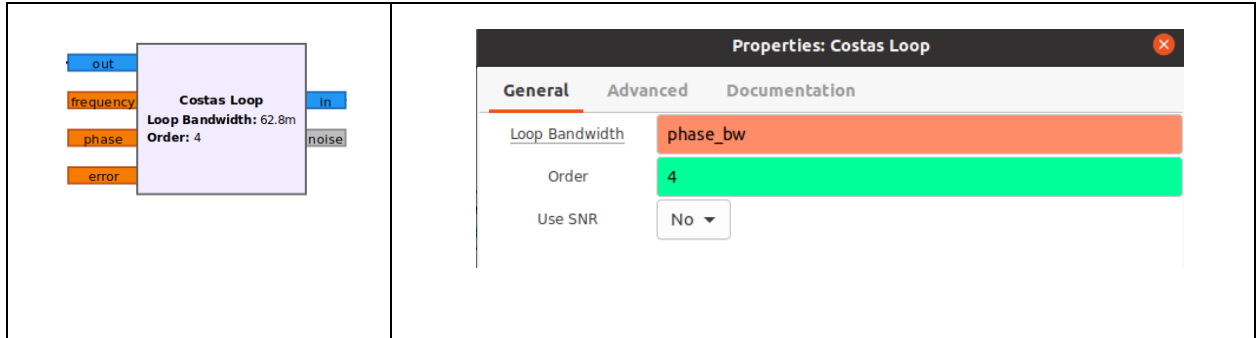 out
frequency
phase
error
Costas Loop
Loop Bandwidth: 62.8m
Order: 4
in
noise
Properties: Costas Loop
General Advanced Documentation
Loop Bandwidth phase_bw
Order 4
Use SNR No